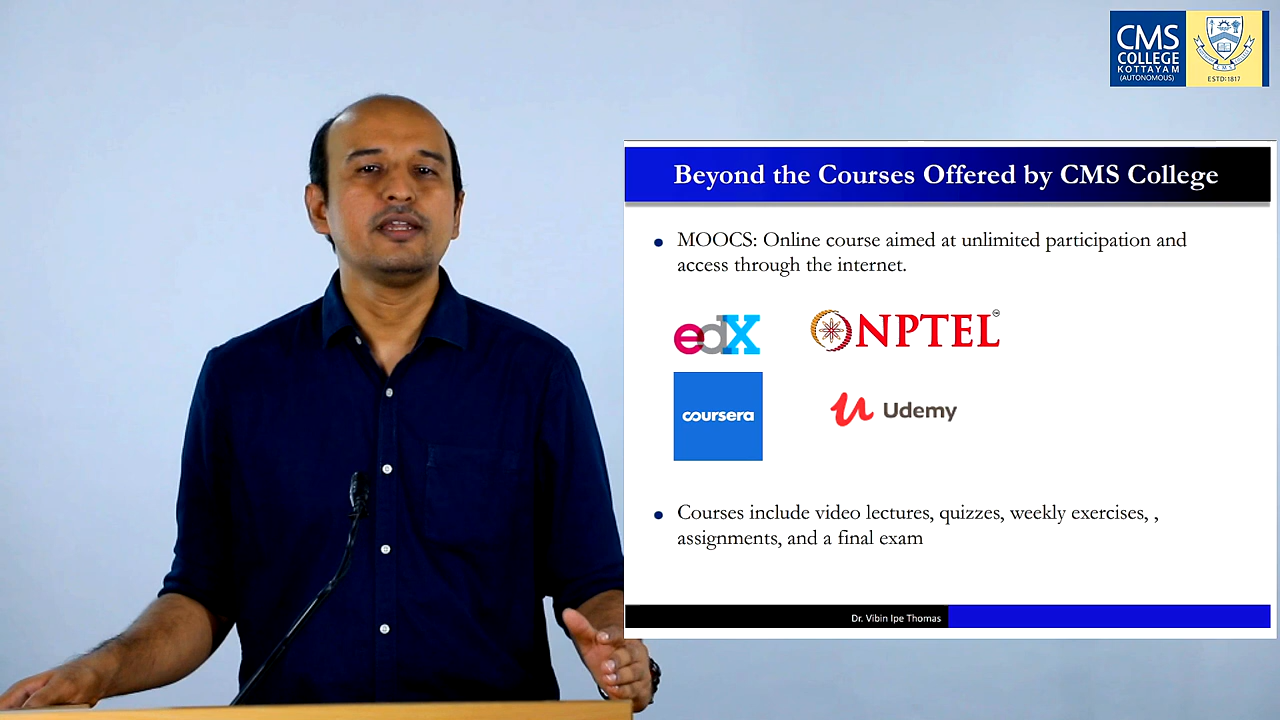 CMS
COLLEGE
KOTTAYAM
(AUTONOMOUS)
ESTD:1817
Beyond the Courses Offered by CMS College
MOOCS: Online course aimed at unlimited participation and
access through the internet.
edX
NPTEL
TM
coursera
Udemy
Courses include video lectures, quizzes, weekly exercises, ,
assignments, and a final exam
Dr. Vibin Ipe Thomas